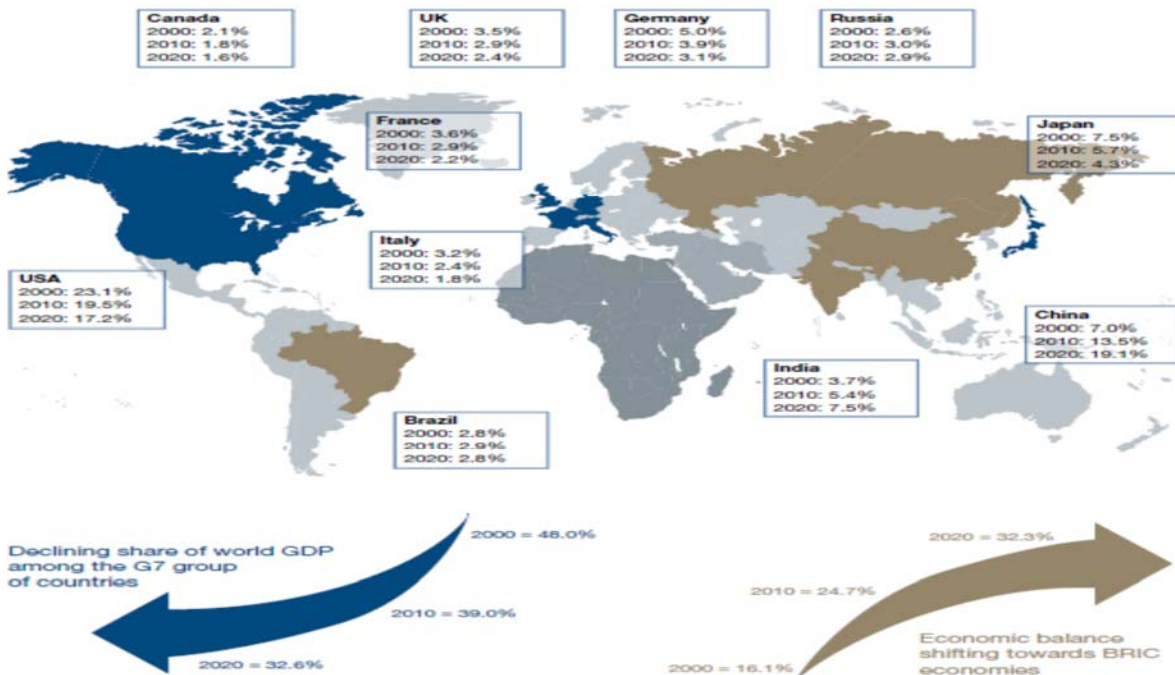 Canada
2000: 2.1%
2010: 1.8%
2020: 1.6%
UK
2000: 3.5%
2010: 2.9%
2020: 2.4%
Germany
2000: 5.0%
2010: 3.9%
2020: 3.1%
Russia
2000: 2.6%
2010: 3.0%
2020: 2.9%
France
2000: 3.6%
2010: 2.9%
2020: 2.2%
Japan
2000: 7.5%
2010: 5.7%
2020: 4.3%
Italy
2000: 3.2%
2010: 2.4%
2020: 1.8%
USA
2000: 23.1%
2010: 19.5%
2020: 17.2%
China
2000: 7.0%
2010: 13.5%
2020: 19.1%
India
2000: 3.7%
2010: 5.4%
2020: 7.5%
Brazil
2000: 2.8%
2010: 2.9%
2020: 2.8%
Declining share of world GDP
among the G7 group
of countries
2000 = 48.0%
2010 = 39.0%
2020 = 32.6%
2020 = 32.3%
2010 = 24.7%
2000 = 16.1%
Economic balance
shifting towards BRIC
economies